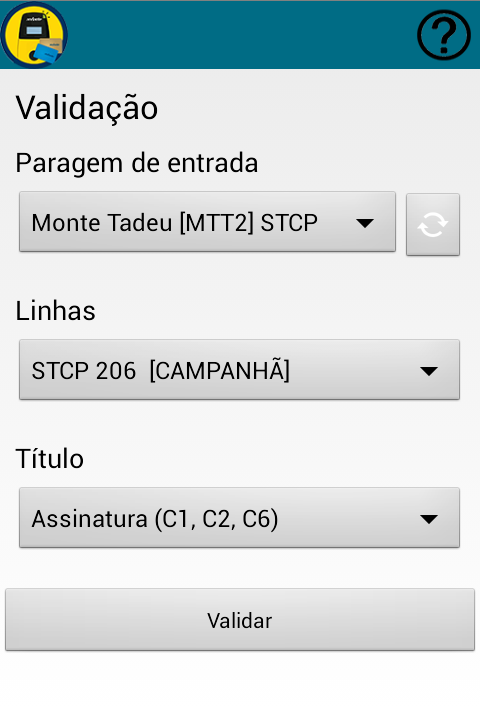 Validação
Paragem de entrada
Monte Tadeu [MTT2] STCP
Linhas
STCP 206 [CAMPANHÃ]
Título
Assinatura (C1, C2, C6)
Validar